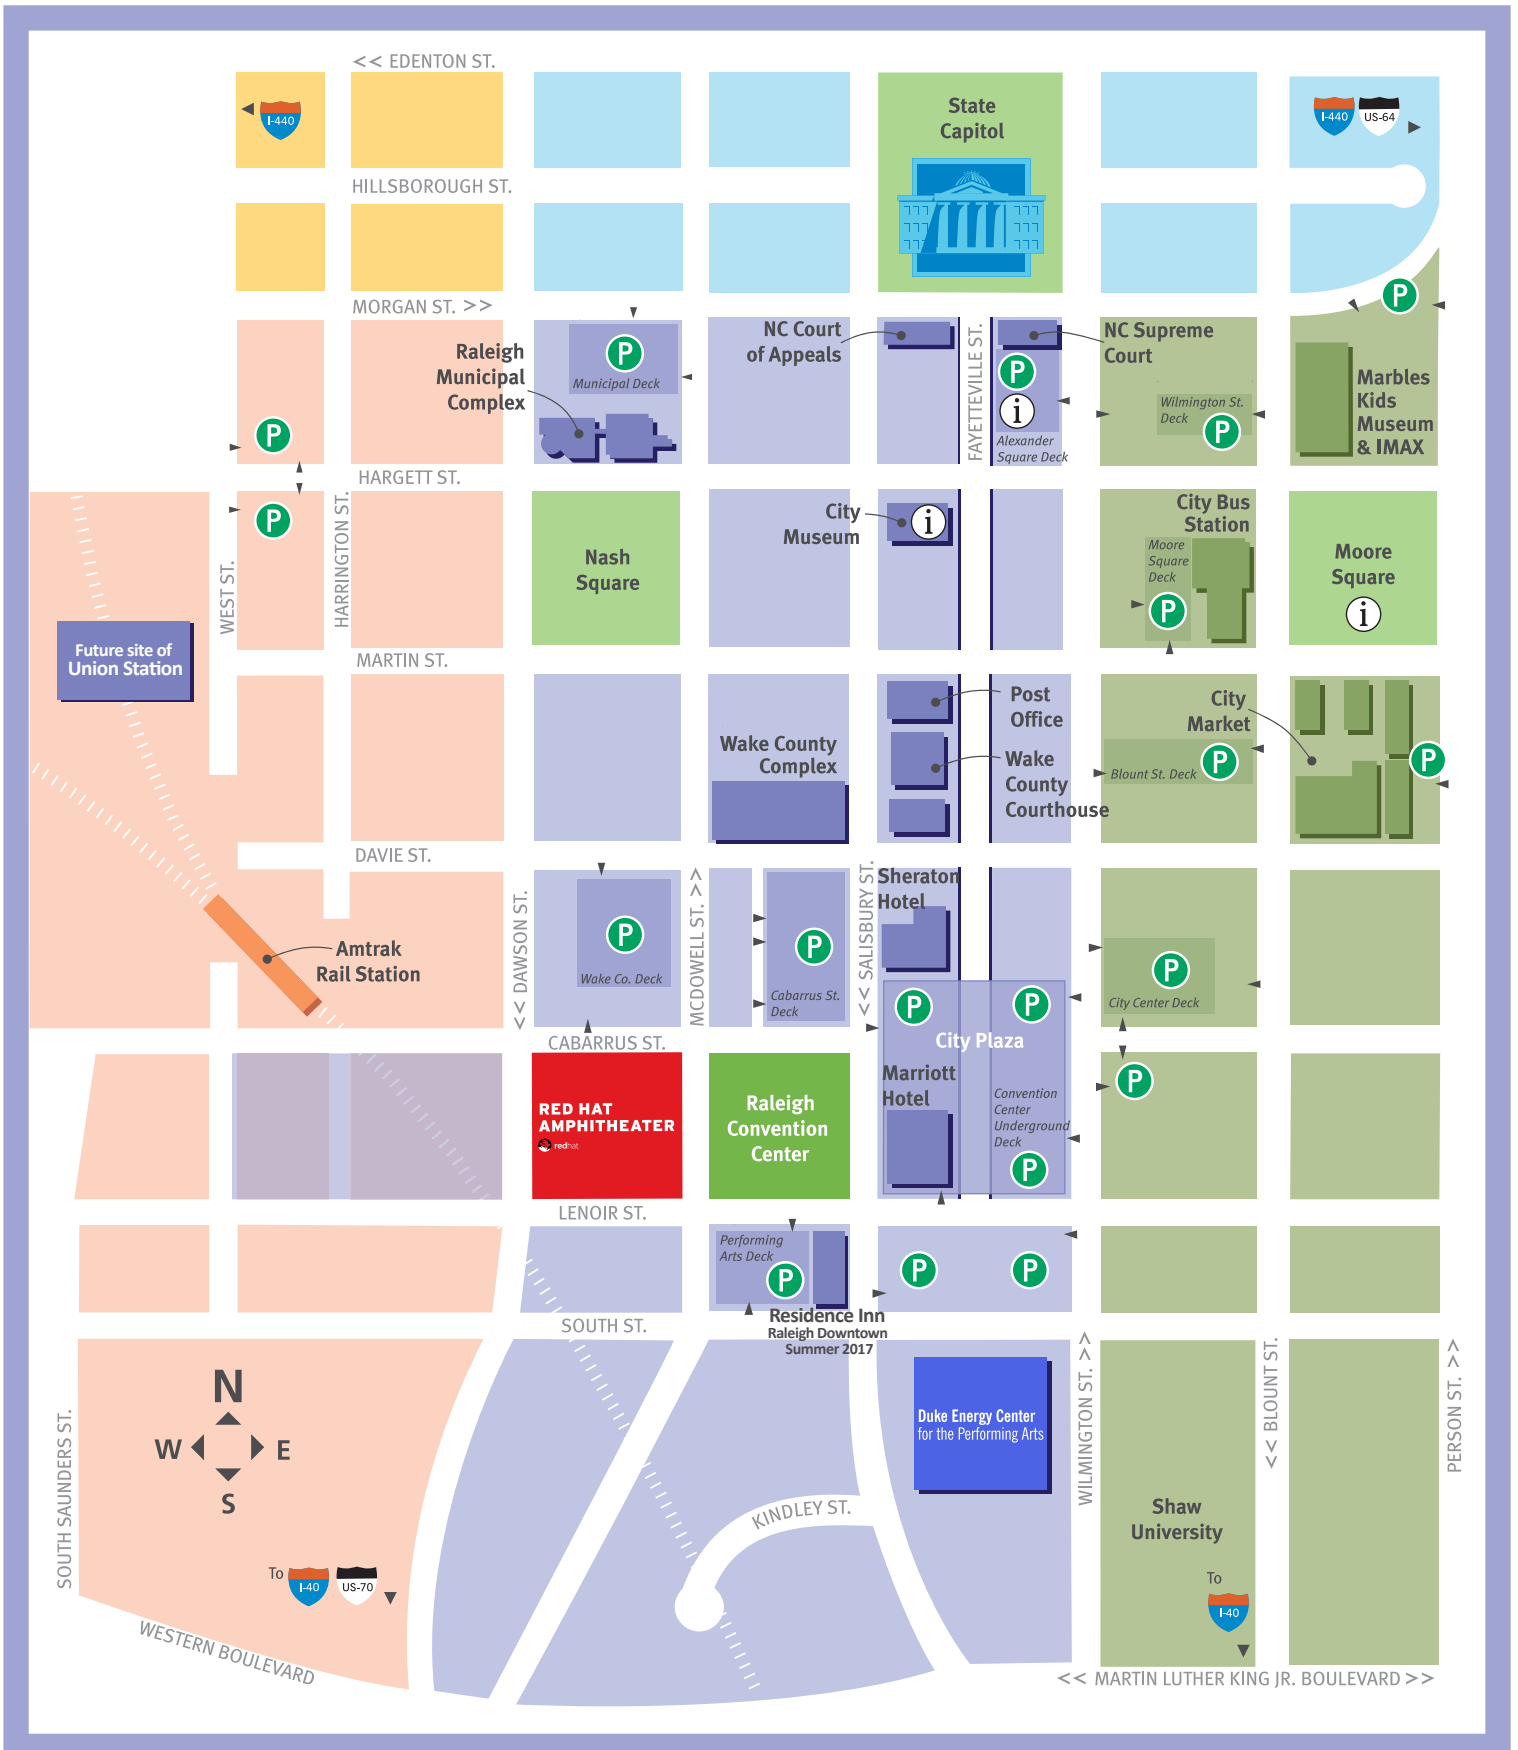 << EDENTON ST.
I-440
State
Capitol
I-440
US-64
HILLSBOROUGH ST.
MORGAN ST. >>
Raleigh
Municipal
Complex
P
Municipal Deck
NC Court
of Appeals
FAYETTEVILLE ST.
P
i
Alexander
Square Deck
NC Supreme
Court
Wilmington St.
Deck
P
P
Marbles
Kids
Museum
& IMAX
P
HARGETT ST.
P
WEST ST.
HARRINGTON ST.
Nash
Square
City
Museum
i
City Bus
Station
Moore
Square
Deck
P
Moore
Square
i
Future site of
Union Station
MARTIN ST.
Wake County
Complex
Post
Office
Wake
County
Courthouse
City
Market
Blount St. Deck
P
P
DAVIE ST.
Amtrak
Rail Station
<< DAWSON ST.
P
Wake Co. Deck
MCDOWELL ST. >>
P
Cabarrus St.
Deck
<< SALISBURY ST.
Sheraton
Hotel
P
P
City Plaza
P
City Center Deck
CABARRUS ST.
RED HAT
AMPHITHEATER
redhat
Raleigh
Convention
Center
Marriott
Hotel
Convention
Center
Underground
Deck
P
P
LENOIR ST.
Performing
Arts Deck
P
P
P
Residence Inn
Raleigh Downtown
Summer 2017
SOUTH ST.
N
W
E
S
SOUTH SAUNDERS ST.
To
I-40
US-70
WESTERN BOULEVARD
KINDLEY ST.
Duke Energy Center
for the Performing Arts
WILMINGTON ST. >>
Shaw
University
To
I-40
<< BLOUNT ST.
PERSON ST. >>
<< MARTIN LUTHER KING JR. BOULEVARD >>